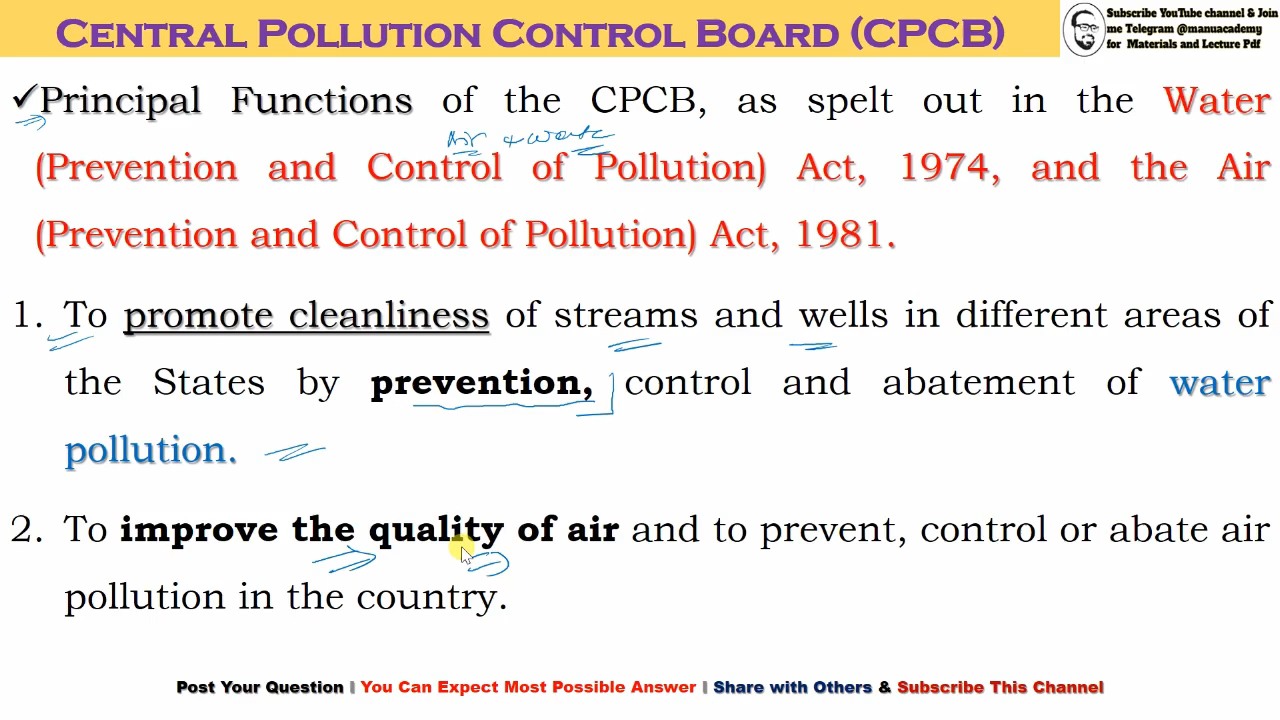 CENTRAL POLLUTION CONTROL BOARD (CPCB)
Subscribe YouTube channel & Join
me Telegram @manuacademy
for Materials and Lecture Pdf
✓Principal Functions of the CPCB, as spelt out in the Water
Air +
(Prevention and Control of Pollution) Act, 1974, and the Air
(Prevention and Control of Pollution) Act, 1981.
1. To promote cleanliness of streams and wells in different areas of
the States by prevention, control and abatement of water
pollution.
2. To improve the quality of air and to prevent, control or abate air
pollution in the country.
Post Your Question | You Can Expect Most Possible Answer | Share with Others & Subscribe This Channel